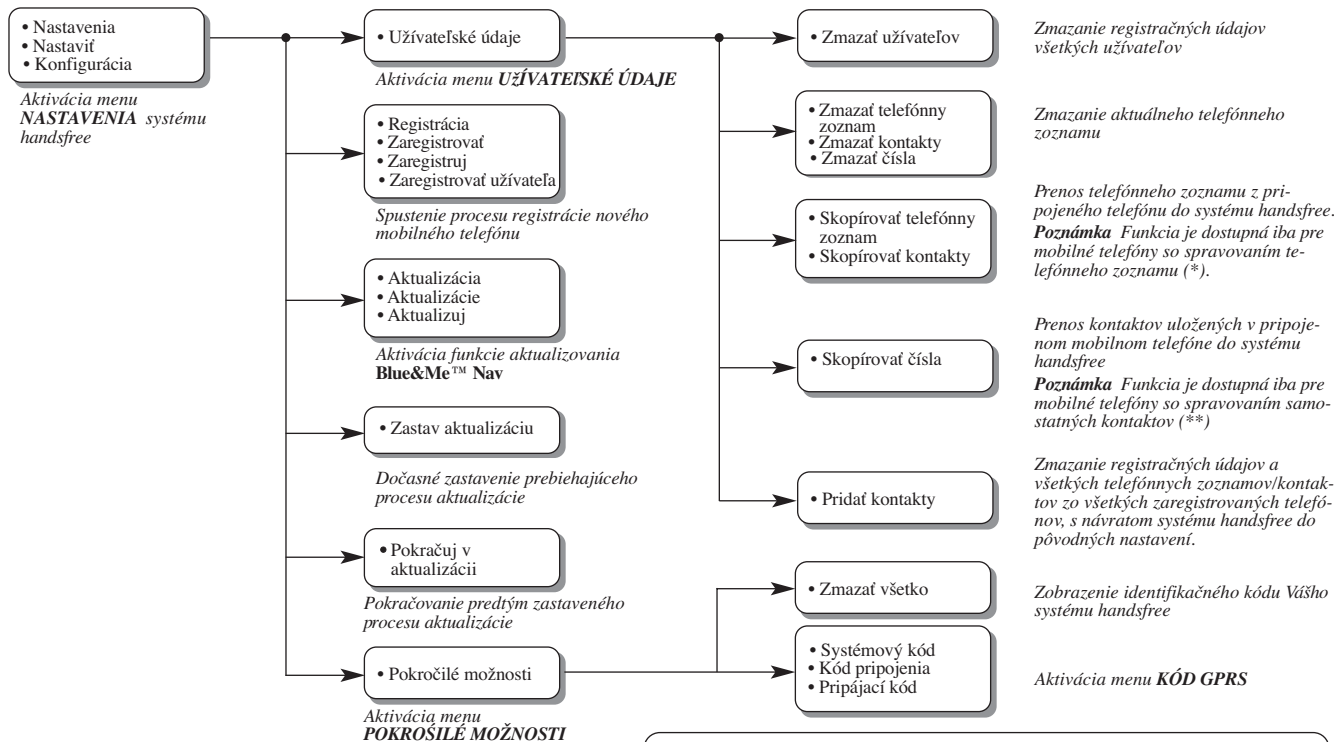 • Nastavenia
• Nastaviť
• Konfigurácia
Aktivácia menu
NASTAVENIA systému
handsfree
• Užívateľské údaje
Aktivácia menu UžÍVATEľSKÉ ÚDAJE
• Registrácia
• Zaregistrovať
• Zaregistruj
• Zaregistrovať užívateľa
Spustenie procesu registrácie nového
mobilného telefónu
• Aktualizácia
• Aktualizácie
• Aktualizuj
Aktivácia funkcie aktualizovania
Blue&Me™ Nav
• Zastav aktualizáciu
Dočasné zastavenie prebiehajúceho
procesu aktualizácie
• Pokračuj v
aktualizácii
Pokračovanie predtým zastaveného
procesu aktualizácie
• Pokročilé možnosti
Aktivácia menu
POKROŠILÉ MOŽNOSTI
• Zmazať užívateľov
Zmazanie registračných údajov
všetkých užívateľov
• Zmazať telefónny
zoznam
• Zmazať kontakty
• Zmazať čísla
Zmazanie aktuálneho telefónneho
zoznamu
• Skopírovať telefónny
zoznam
• Skopírovať kontakty
Prenos telefónneho zoznamu z pri-
pojeného telefónu do systému handsfree.
Poznámka Funkcia je dostupná iba pre
mobilné telefóny so spravovaním te-
lefónneho zoznamu (*).
• Skopírovať čísla
Prenos kontaktov uložených v pripoje-
nom mobilnom telefóne do systému
handsfree
Poznámka Funkcia je dostupná iba pre
mobilné telefóny so spravovaním samo-
statných kontaktov (**)
• Pridať kontakty
Zmazanie registračných údajov a
všetkých telefónnych zoznamov/kontak-
tov zo všetkých zaregistrovaných telefó-
nov, s návratom systému handsfree do
pôvodných nastavení.
• Zmazať všetko
Zobrazenie identifikačného kódu Vášho
systému handsfree
• Systémový kód
• Kód pripojenia
• Pripájací kód
Aktivácia menu KÓD GPRS